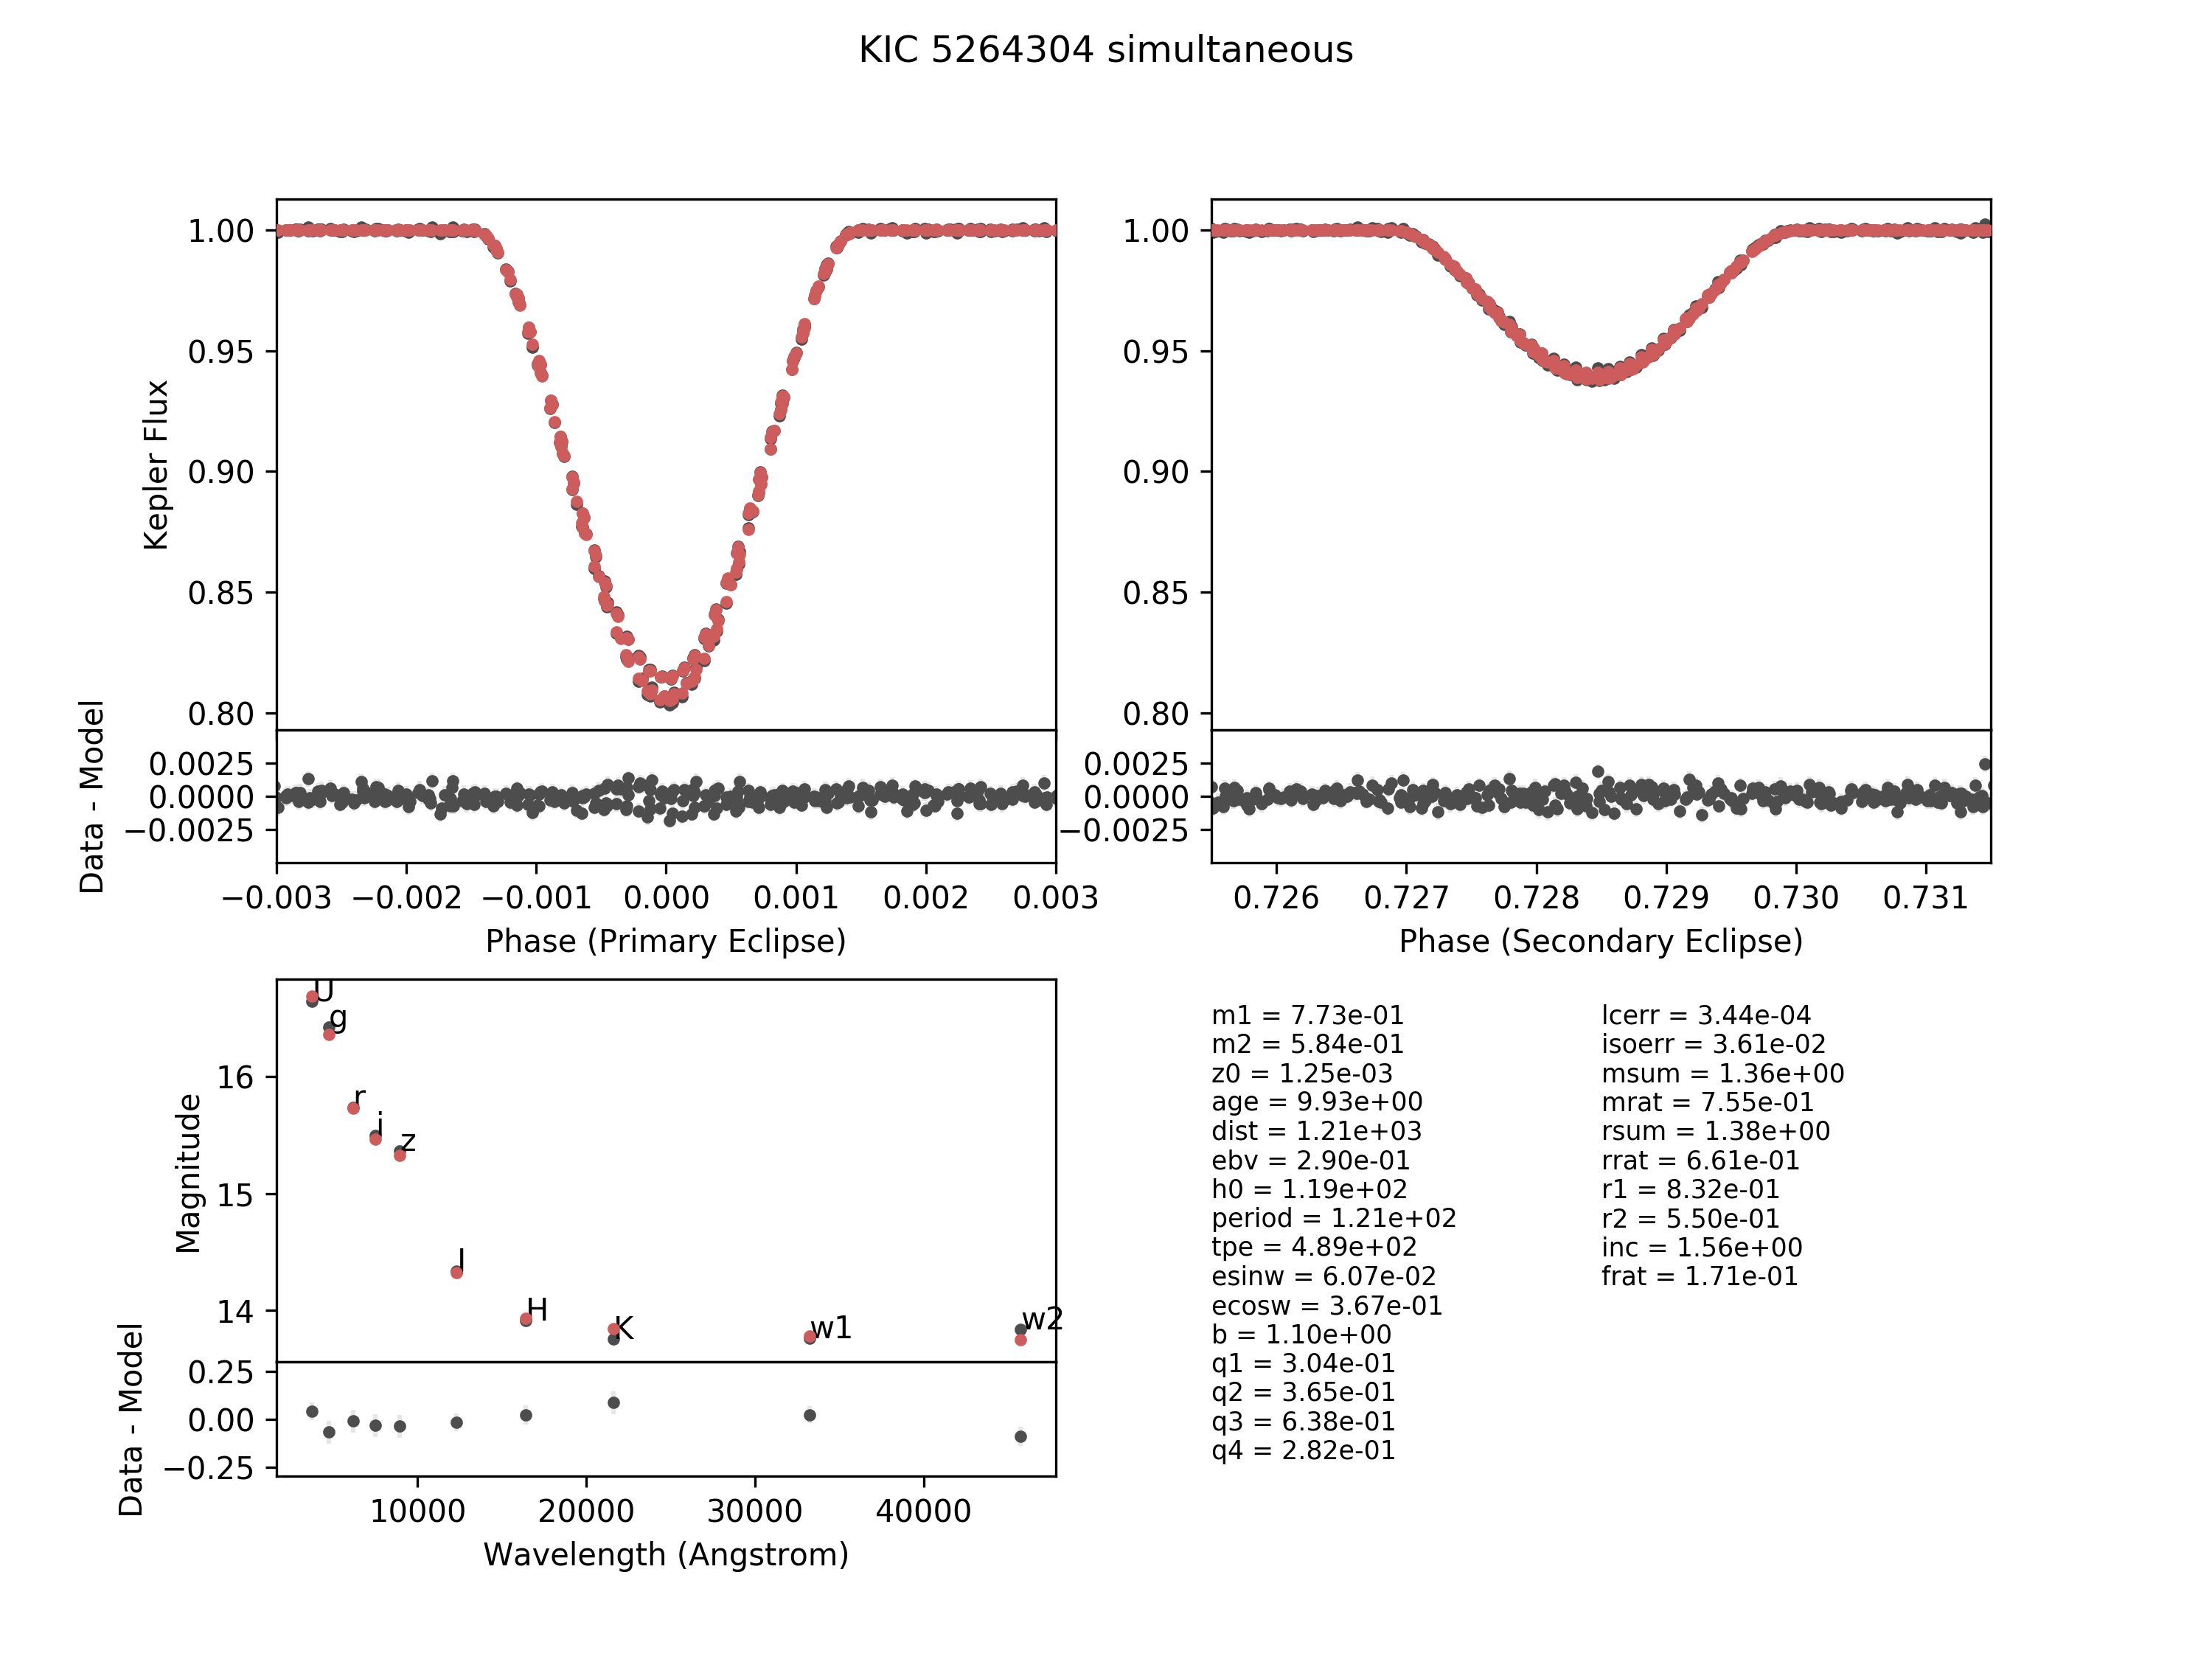 KIC 5264304 simultaneous
Kepler Flux
1.00
0.95
0.90
0.85
0.80
1.00
0.95
0.90
0.85
0.80
Data - Model
0.0025
0.0000
−0.0025
0.0025
0.0000
−0.0025
−0.003 −0.002 −0.001 0.000 0.001 0.002 0.003
0.726 0.727 0.728 0.729 0.730 0.731
Phase (Primary Eclipse)
Phase (Secondary Eclipse)
Magnitude
16
15
14
U
g
r
i
z
J
H
K
w1
w2
Data - Model
0.25
0.00
−0.25
10000 20000 30000 40000
Wavelength (Angstrom)
m1 = 7.73e-01
m2 = 5.84e-01
z0 = 1.25e-03
age = 9.93e+00
dist = 1.21e+03
ebv = 2.90e-01
h0 = 1.19e+02
period = 1.21e+02
tpe = 4.89e+02
esinw = 6.07e-02
ecosw = 3.67e-01
b = 1.10e+00
q1 = 3.04e-01
q2 = 3.65e-01
q3 = 6.38e-01
q4 = 2.82e-01
lcerr = 3.44e-04
isoerr = 3.61e-02
msum = 1.36e+00
mrat = 7.55e-01
rsum = 1.38e+00
rrat = 6.61e-01
r1 = 8.32e-01
r2 = 5.50e-01
inc = 1.56e+00
frat = 1.71e-01